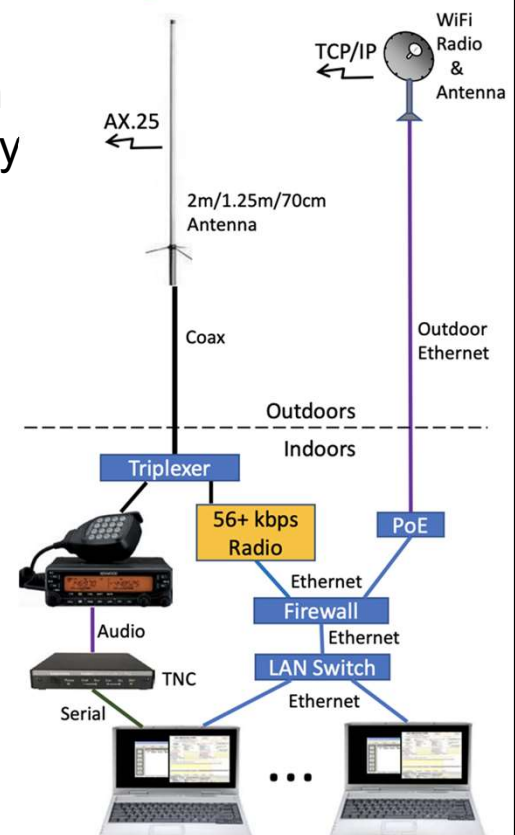 y
WiFi
Radio
&
Antenna
TCP/IP
AX.25
2m/1.25m/70cm
Antenna
Coax
Outdoor
Ethernet
Outdoors
Indoors
Triplexer
56+ kbps
Radio
PoE
Ethernet
Firewall
Ethernet
Audio
LAN Switch
TNC
Ethernet
Serial
...